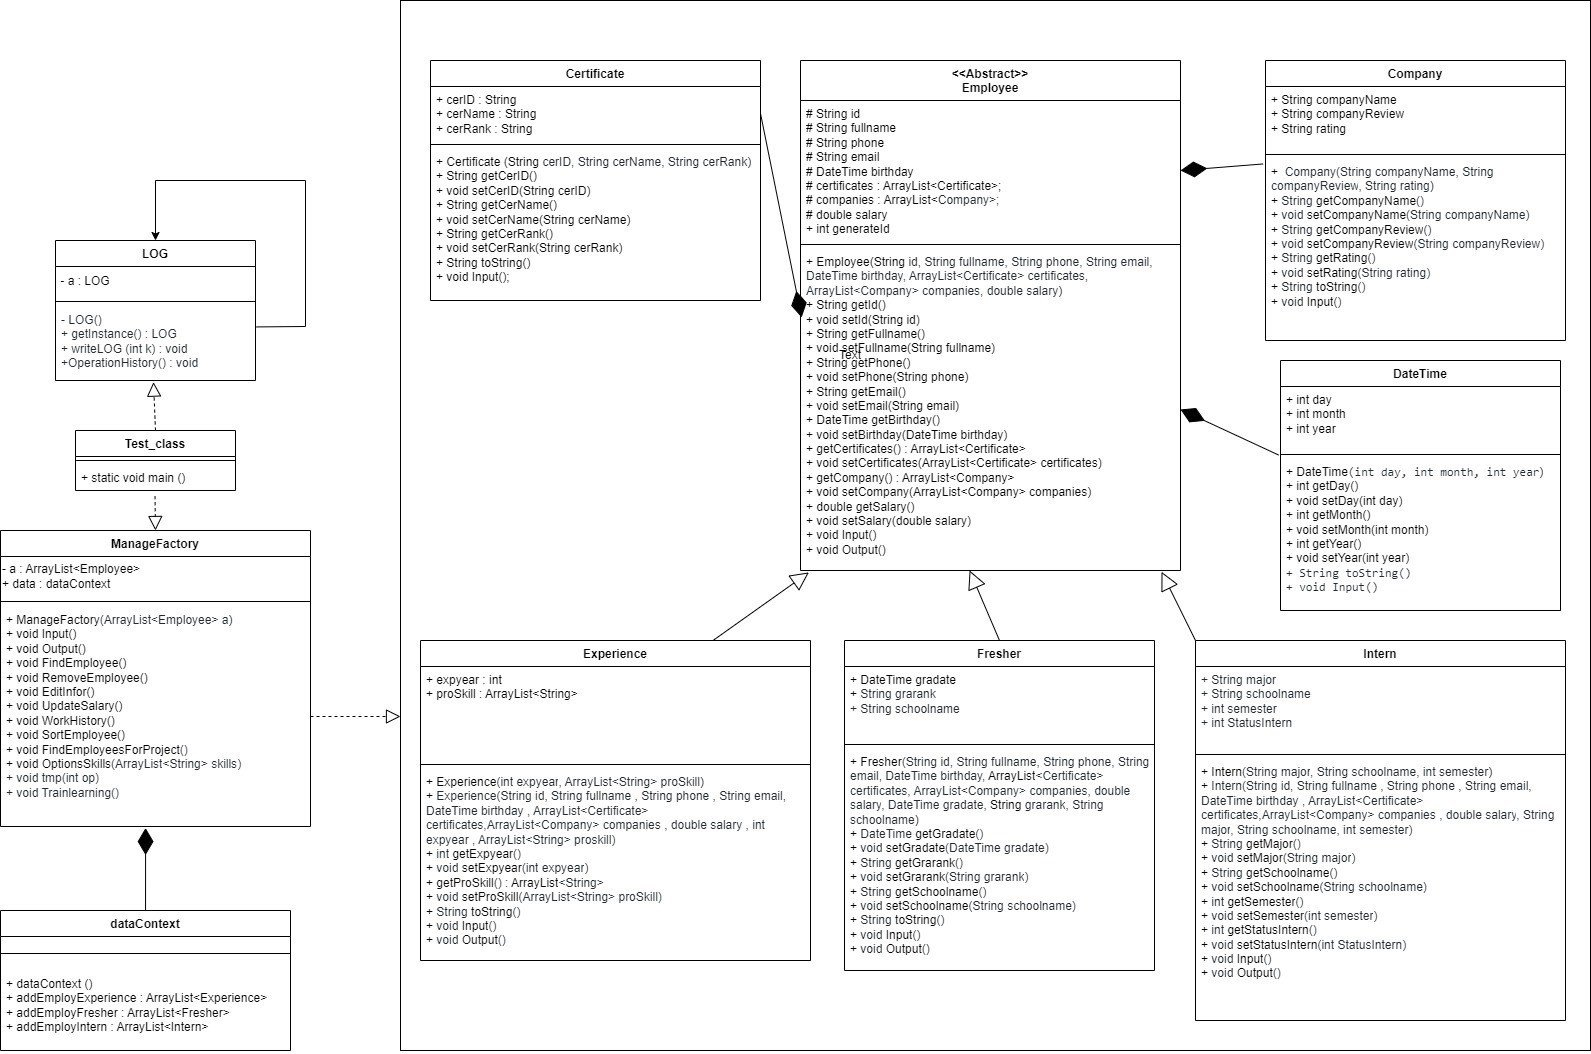 LOG
- a : LOG
- LOG()
+ getInstance() : LOG
+ writeLOG (int k) : void
+OperationHistory() : void
Test_class
+ static void main ()
ManageFactory
- a : ArrayList<Employee>
+ data : dataContext
+ ManageFactory(ArrayList<Employee> a)
+ void Input()
+ void Output()
+ void FindEmployee()
+ void RemoveEmployee()
+ void EditInfor()
+ void UpdateSalary()
+ void WorkHistory()
+ void SortEmployee()
+ void FindEmployeesForProject()
+ void OptionsSkills(ArrayList<String> skills)
+ void tmp(int op)
+ void Trainlearning()
dataContext
+ dataContext ()
+ addEmployExperience : ArrayList<Experience>
+ addEmployFresher : ArrayList<Fresher>
+ addEmployIntern : ArrayList<Intern>
Certificate
+ cerID : String
+ cerName : String
+ cerRank : String
+ Certificate (String cerID, String cerName, String cerRank)
+ String getCerID()
+ void setCerID(String cerID)
+ String getCerName()
+ void setCerName(String cerName)
+ String getCerRank()
+ void setCerRank(String cerRank)
+ String toString()
+ void Input();
<<Abstract>>
Employee
# String id
# String fullname
# String phone
# String email
# DateTime birthday
# certificates : ArrayList<Certificate>;
# companies : ArrayList<Company>;
# double salary
+ int generateId
+ Employee(String id, String fullname, String phone, String email,
DateTime birthday, ArrayList<Certificate> certificates,
ArrayList<Company> companies, double salary)
+ String getId()
+ void setId(String id)
+ String getFullname()
+ void setFullname(String fullname)
Text
+ String getPhone()
+ void setPhone(String phone)
+ String getEmail()
+ void setEmail(String email)
+ DateTime getBirthday()
+ void setBirthday(DateTime birthday)
+ getCertificates() : ArrayList<Certificate>
+ void setCertificates(ArrayList<Certificate> certificates)
+ getCompany() : ArrayList<Company>
+ void setCompany(ArrayList<Company> companies)
+ double getSalary()
+ void setSalary(double salary)
+ void Input()
+ void Output()
Company
+ String companyName
+ String companyReview
+ String rating
+ Company(String companyName, String
companyReview, String rating)
+ String getCompanyName()
+ void setCompanyName(String companyName)
+ String getCompanyReview()
+ void setCompanyReview(String companyReview)
+ String getRating()
+ void setRating(String rating)
+ String toString()
+ void Input()
DateTime
+ int day
+ int month
+ int year
+ DateTime(int day, int month, int year)
+ int getDay()
+ void setDay(int day)
+ int getMonth()
+ void setMonth(int month)
+ int getYear()
+ void setYear(int year)
+ String toString()
+ void Input()
Experience
+ expyear : int
+ proSkill : ArrayList<String>
+ Experience(int expyear, ArrayList<String> proSkill)
+ Experience(String id, String fullname , String phone , String email,
DateTime birthday , ArrayList<Certificate>
certificates,ArrayList<Company> companies , double salary , int
expyear , ArrayList<String> proskill)
+ int getExpyear()
+ void setExpyear(int expyear)
+ getProSkill() : ArrayList<String>
+ void setProSkill(ArrayList<String> proSkill)
+ String toString()
+ void Input()
+ void Output()
Fresher
+ DateTime gradate
+ String grarank
+ String schoolname
+ Fresher(String id, String fullname, String phone, String
email, DateTime birthday, ArrayList<Certificate>
certificates, ArrayList<Company> companies, double
salary, DateTime gradate, String grarank, String
schoolname)
+ DateTime getGradate()
+ void setGradate(DateTime gradate)
+ String getGrarank()
+ void setGrarank(String grarank)
+ String getSchoolname()
+ void setSchoolname(String schoolname)
+ String toString()
+ void Input()
+ void Output()
Intern
+ String major
+ String schoolname
+ int semester
+ int StatusIntern
+ Intern(String major, String schoolname, int semester)
+ Intern(String id, String fullname , String phone , String email,
DateTime birthday , ArrayList<Certificate>
certificates,ArrayList<Company> companies , double salary, String
major, String schoolname, int semester)
+ String getMajor()
+ void setMajor(String major)
+ String getSchoolname()
+ void setSchoolname(String schoolname)
+ int getSemester()
+ void setSemester(int semester)
+ int getStatusIntern()
+ void setStatusIntern(int StatusIntern)
+ void Input()
+ void Output()